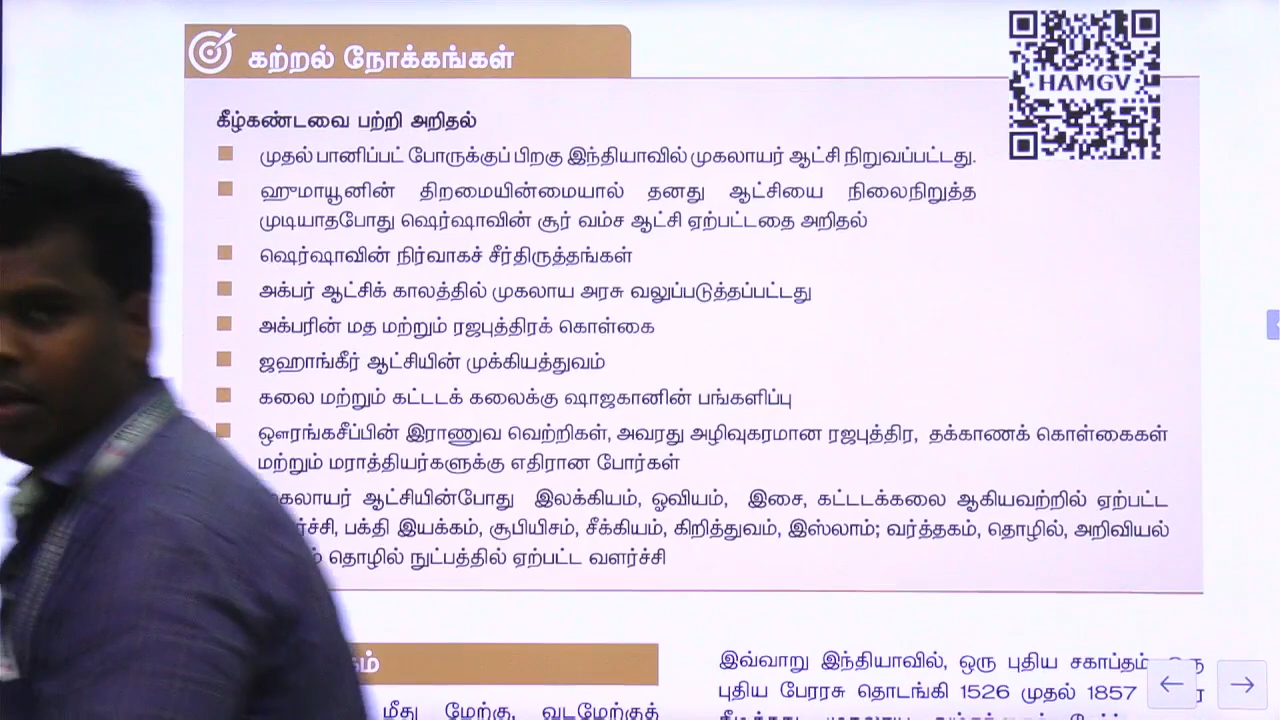 கற்றல் நோக்கங்கள்
HAMGV
கீழ்கண்டவை பற்றி அறிதல்
முதல் பானிப்பட் போருக்குப் பிறகு இந்தியாவில் முகலாயர் ஆட்சி நிறுவப்பட்டது.
ஹுமாயூனின் திறமையின்மையால் தனது ஆட்சியை நிலைநிறுத்த
முடியாதபோது ஷெர்ஷாவின் சூர் வம்ச ஆட்சி ஏற்பட்டதை அறிதல்
ஷெர்ஷாவின் நிர்வாகச் சீர்திருத்தங்கள்
அக்பர் ஆட்சிக் காலத்தில் முகலாய அரசு வலுப்படுத்தப்பட்டது
அக்பரின் மத மற்றும் ரஜபுத்திரக் கொள்கை
ஜஹாங்கீர் ஆட்சியின் முக்கியத்துவம்
கலை மற்றும் கட்டடக் கலைக்கு ஷாஜகானின் பங்களிப்பு
ஔரங்கசீப்பின் இராணுவ வெற்றிகள், அவரது அழிவுகரமான ரஜபுத்திர, தக்காணக் கொள்கைகள்
மற்றும் மராத்தியர்களுக்கு எதிரான போர்கள்
ஆட்சியின்போது இலக்கியம், ஓவியம், இசை, கட்டடக்கலை ஆகியவற்றில் ஏற்பட்ட
பக்தி இயக்கம், சூபியிசம், சீக்கியம், கிறித்துவம், இஸ்லாம்; வர்த்தகம், தொழில், அறிவியல்
தொழில் நுட்பத்தில் ஏற்பட்ட வளர்ச்சி
மீது மேற்கு, வடமேற்குத்
இவ்வாறு இந்தியாவில், ஒரு புதிய சகாப்தம்
புதிய பேரரசு தொடங்கி 1526 முதல் 1857